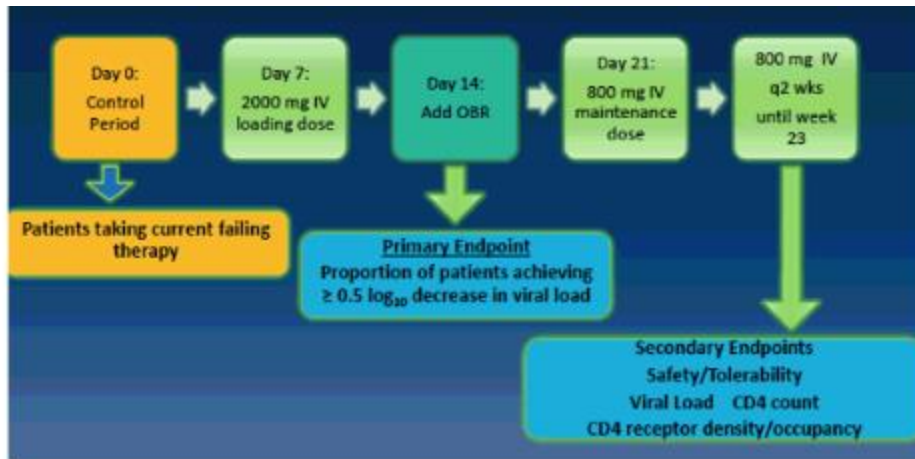 Day 0:
Control
Period
Day 7:
2000 mg IV
loading dose
Day 14:
Add OBR
Day 21:
800 mg IV
maintenance
dose
800 mg IV
q2 wks
until week
23
Patients taking current failing
therapy
Primary Endpoint
Proportion of patients achieving
≥ 0.5 log₁₀ decrease in viral load
Secondary Endpoints
Safety/Tolerability
Viral Load CD4 count
CD4 receptor density/occupancy